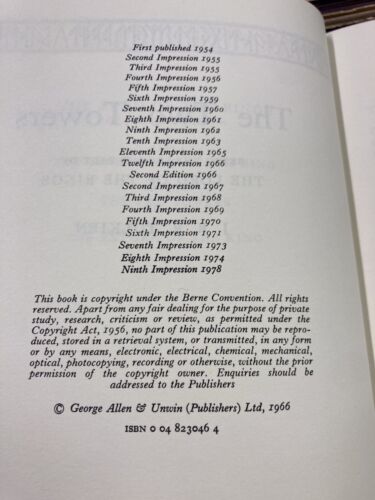 First published 1954
Second Impression 1955
Third Impression 1955
Fourth Impression 1956
Fifth Impression 1957
Sixth Impression 1959
Seventh Impression 1960
Eighth Impression 1961
Ninth Impression 1962
Tenth Impression 1963
Eleventh Impression 1965
Twelfth Impression 1966
Second Edition 1966
Second Impression 1967
Third Impression 1968
Fourth Impression 1969
Fifth Impression 1970
Sixth Impression 1971
Seventh Impression 1973
Eighth Impression 1974
Ninth Impression 1978
This book is copyright under the Berne Convention. All rights
reserved. Apart from any fair dealing for the purpose of private
study, research, criticism or review, as permitted under the
Copyright Act, 1956, no part of this publication may be repro-
duced, stored in a retrieval system, or transmitted, in any form
or by any means, electronic, electrical, chemical, mechanical,
optical, photocopying, recording or otherwise, without the prior
permission of the copyright owner. Enquiries should be
addressed to the Publishers
© George Allen & Unwin (Publishers) Ltd, 1966
ISBN 0 04 823046 4